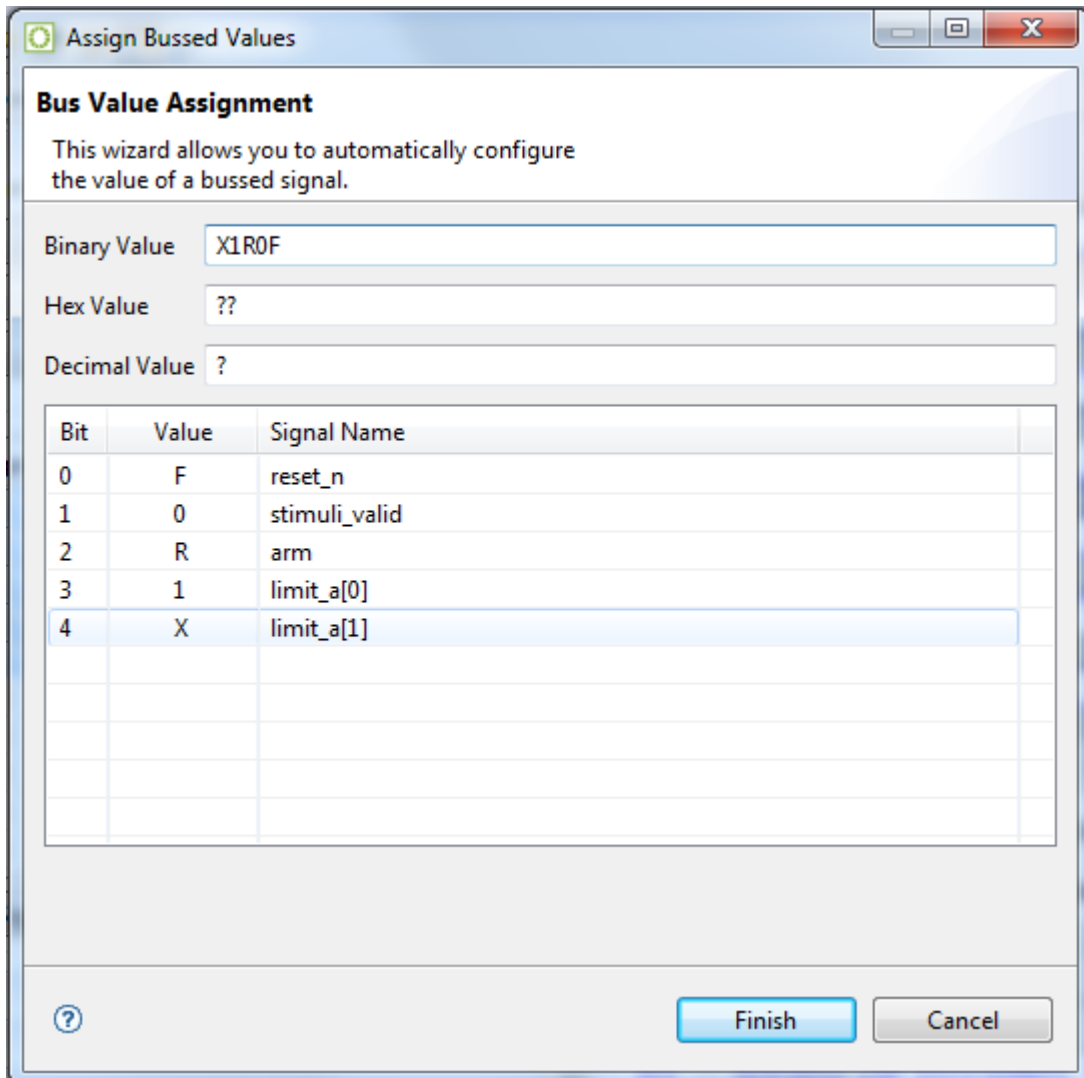 Assign Bussed Values
Bus Value Assignment
This wizard allows you to automatically configure
the value of a bussed signal.
Binary Value X1R0F
Hex Value ??
Decimal Value ?
Bit Value Signal Name
0 F reset_n
1 0 stimuli_valid
2 R arm
3 1 limit_a[0]
4 X limit_a[1]
? Finish Cancel